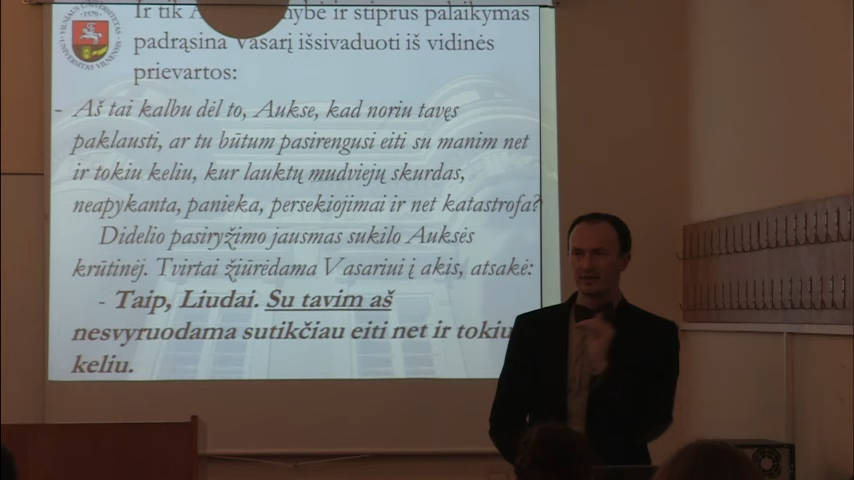 Ir tik nybė ir stiprus palaikymas
padrąsina Vasarį išsivaduoti iš vidinės
prievartos:
- Aš tai kalbu dėl to, Aukse, kad noriu tavęs
paklausti, ar tu būtum pasirengusi eiti su manim net
ir tokiu keliu, kur lauktų mudviejų skurdas,
neapykanta, panieka, persekiojimai ir net katastrofa?
Didelio pasiryžimo jausmas sukilo Auksės
krūtinėj. Tvirtai žiūrėdama Vasariui į akis, atsakė:
- Taip, Liudai. Su tavim aš
nesvyruodama sutikčiau eiti net ir tokiu
keliu.